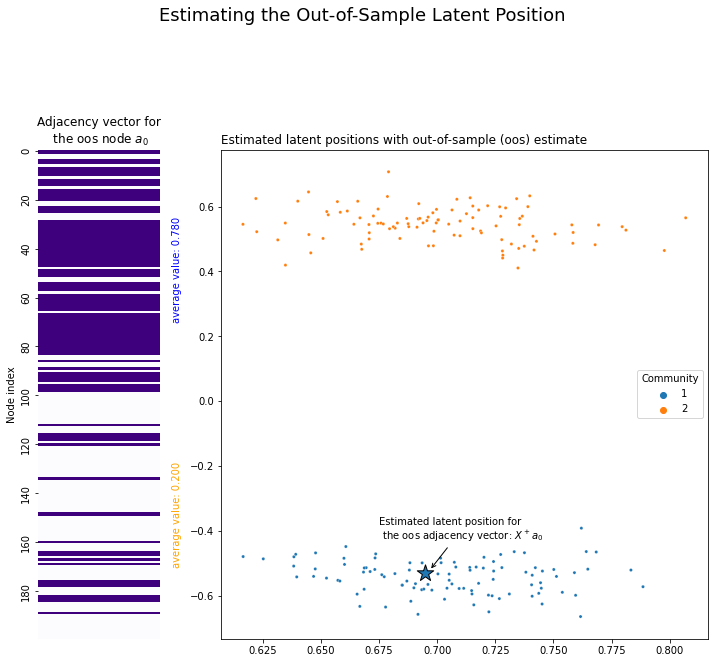 Estimating the Out-of-Sample Latent Position
Adjacency vector for
the oos node a₀
Node index
0
20
40
60
80
100
120
140
160
180
average value: 0.780
average value: 0.200
Estimated latent positions with out-of-sample (oos) estimate
0.6
0.4
0.2
0.0
−0.2
−0.4
−0.6
Community
1
2
Estimated latent position for
the oos adjacency vector: X⁺a₀
0.625 0.650 0.675 0.700 0.725 0.750 0.775 0.800